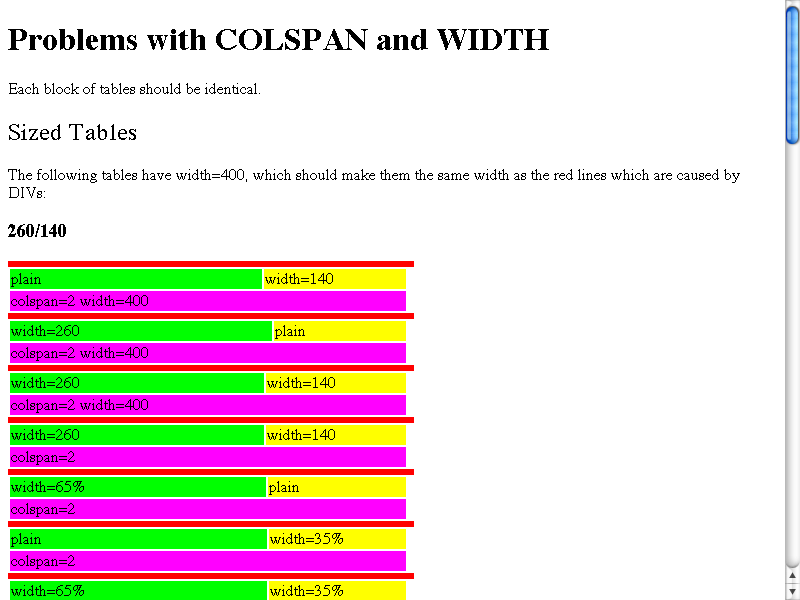 Problems with COLSPAN and WIDTH
Each block of tables should be identical.
Sized Tables
The following tables have width=400, which should make them the same width as the red lines which are caused by
DIVs:
260/140
plain width=140
colspan=2 width=400
width=260 plain
colspan=2 width=400
width=260 width=140
colspan=2 width=400
width=260 width=140
colspan=2
width=65% plain
colspan=2
plain width=35%
colspan=2
width=65% width=35%